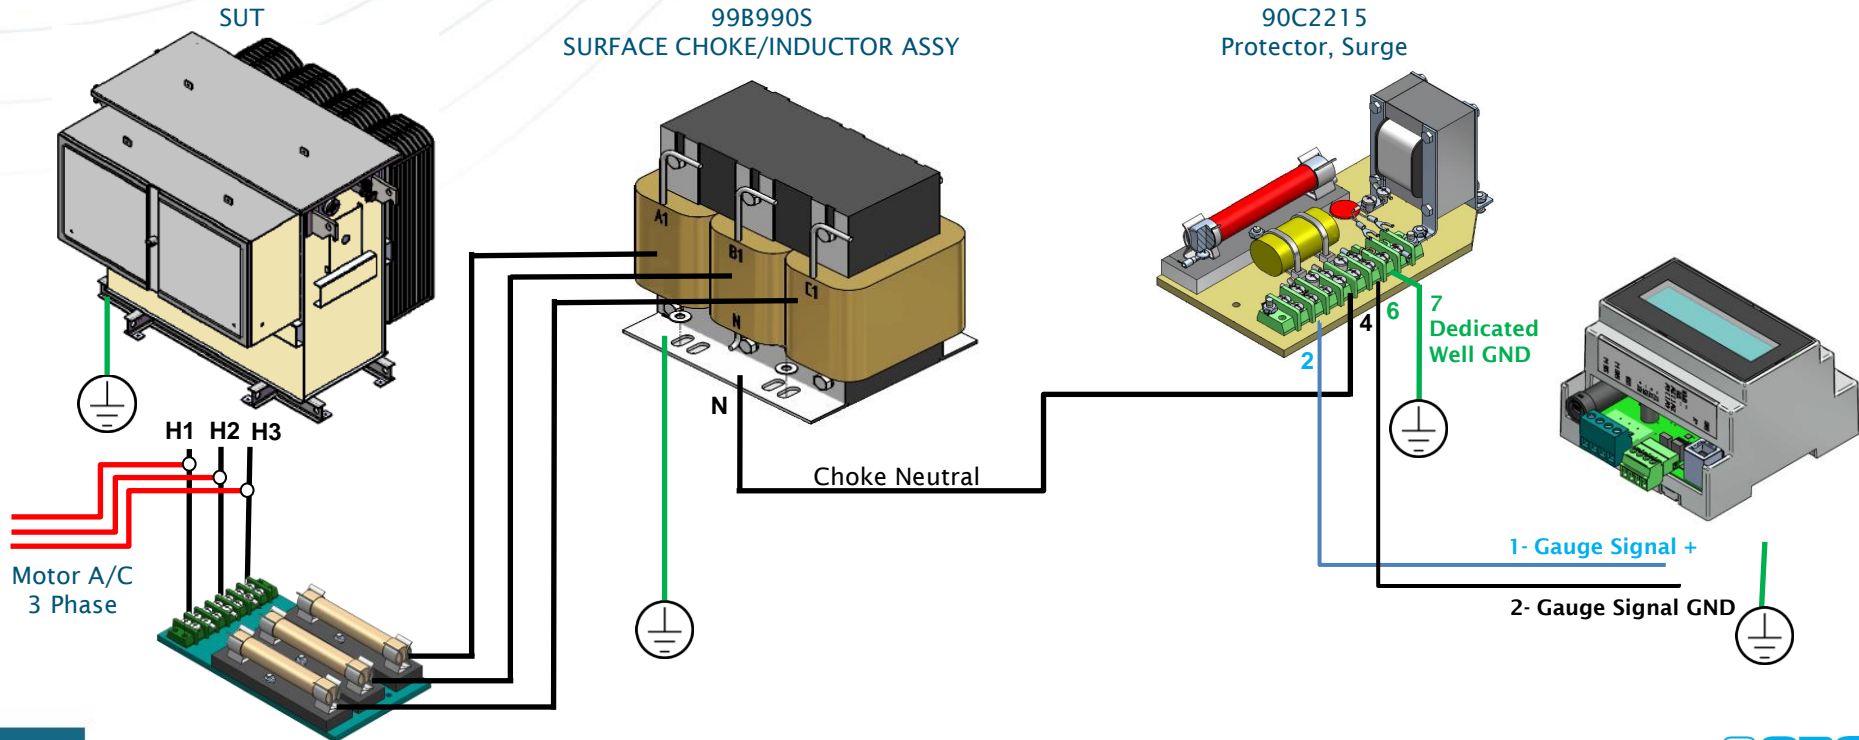 SUT
99B990S
SURFACE CHOKE/INDUCTOR ASSY
90C2215
Protector, Surge
A1
B1
C1
N
N
Choke Neutral
H1 H2 H3
Motor A/C
3 Phase
2
4
6
7
Dedicated
Well GND
1- Gauge Signal +
2- Gauge Signal GND